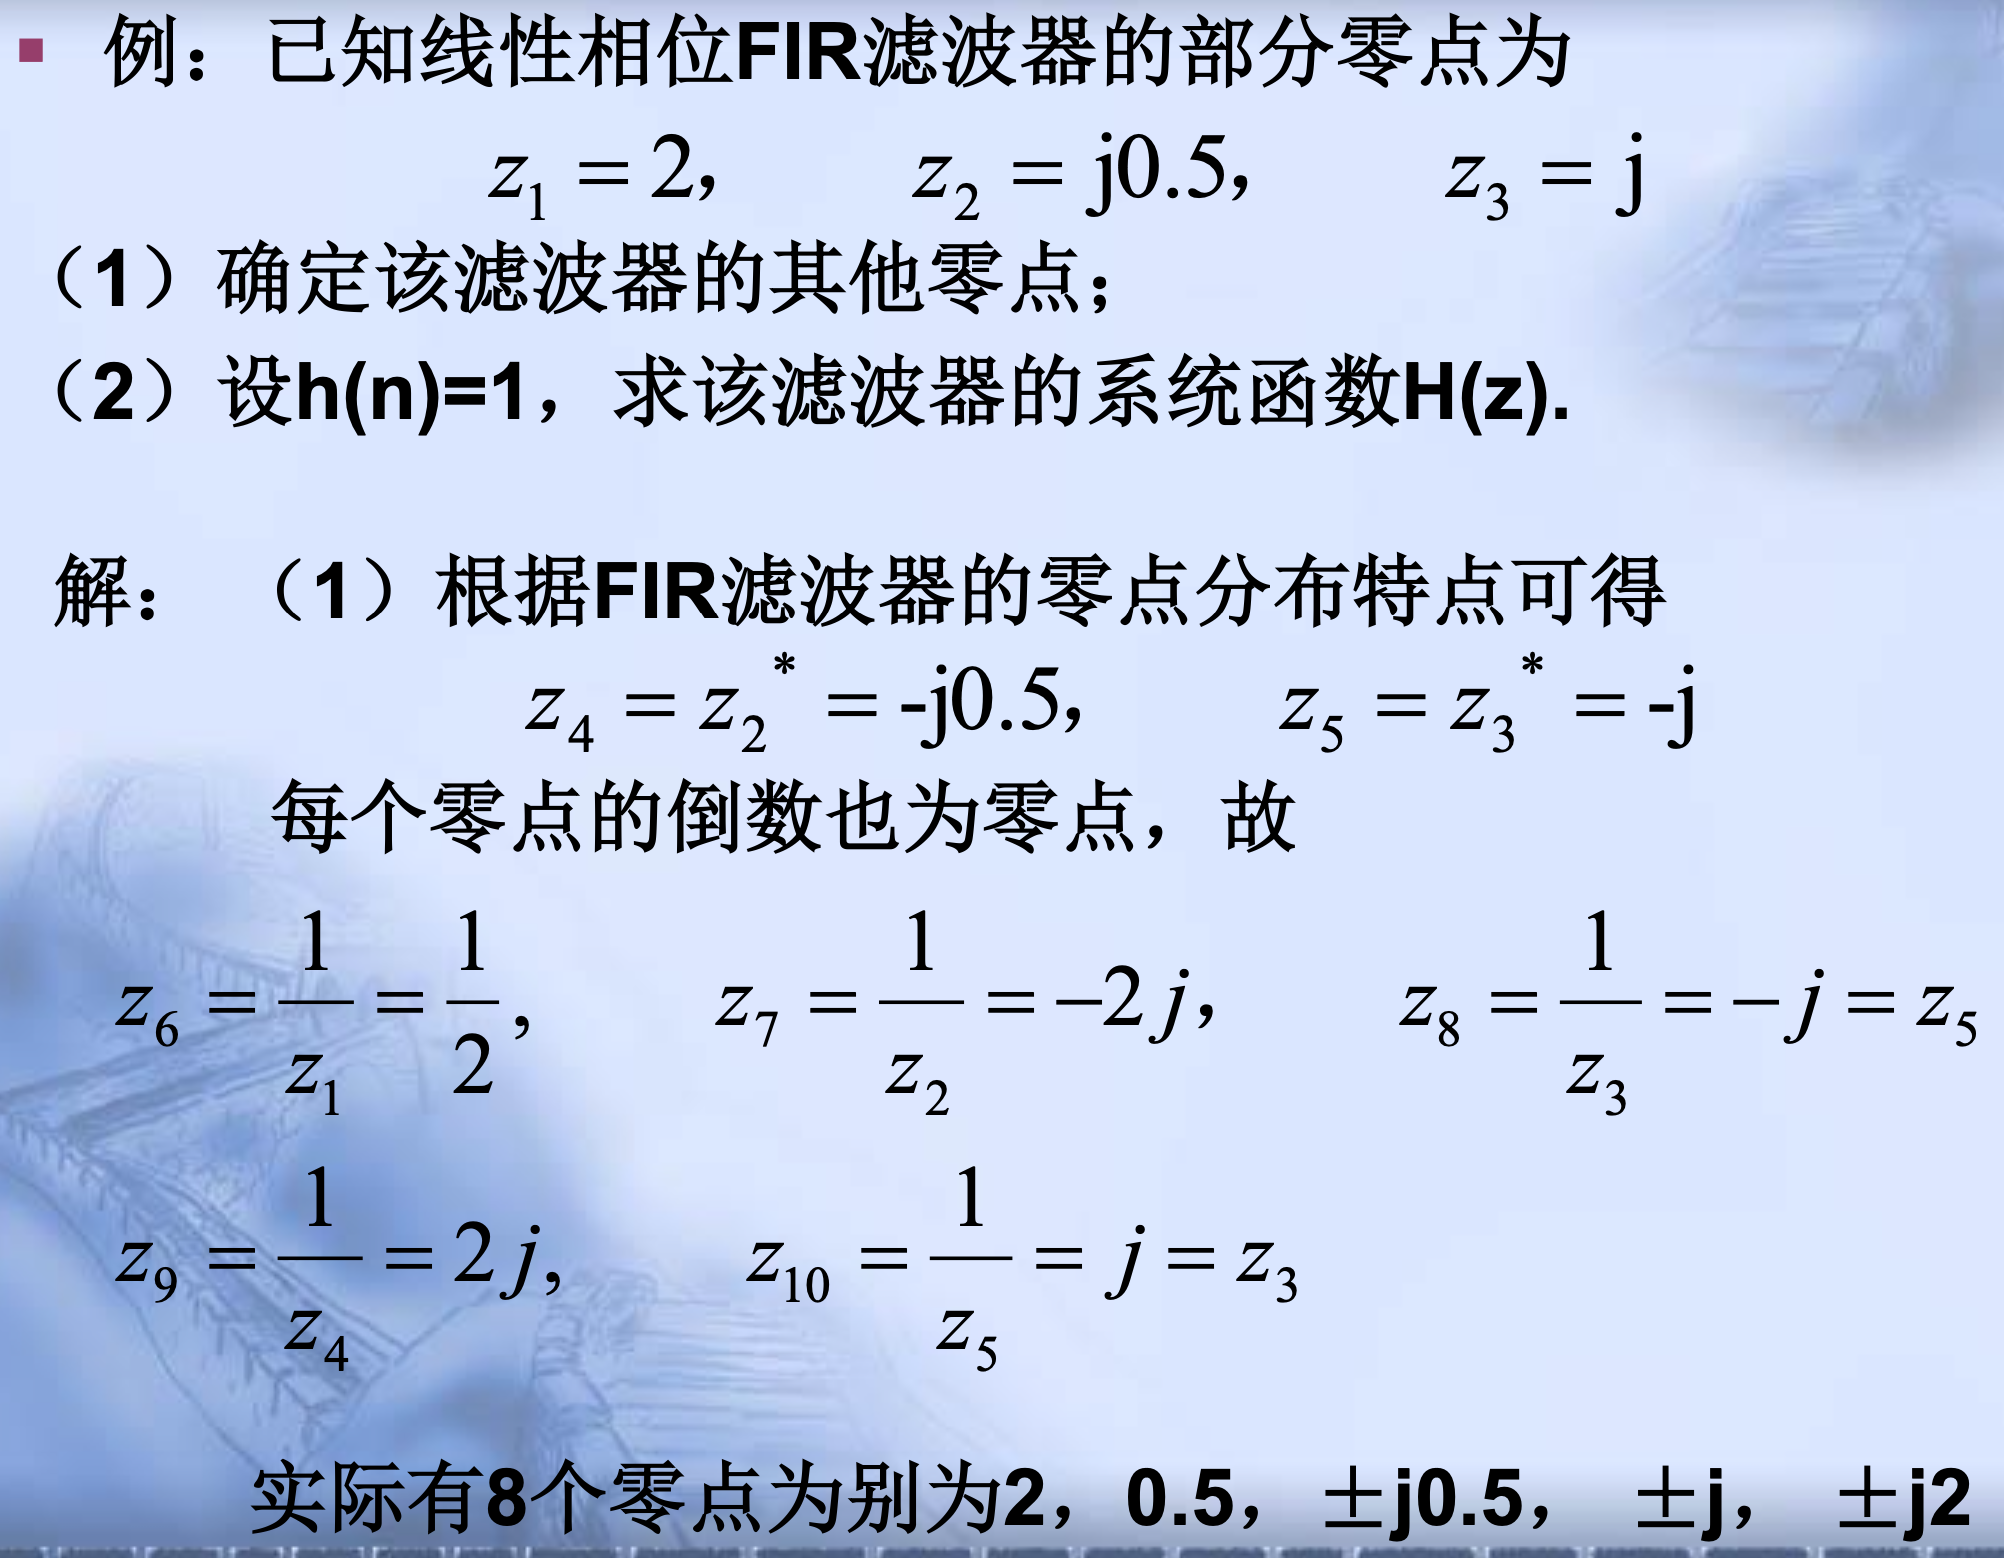 ▪ 例：已知线性相位FIR滤波器的部分零点为
z₁ = 2， z₂ = j0.5， z₃ = j
（1）确定该滤波器的其他零点；
（2）设h(n)=1，求该滤波器的系统函数H(z).
解： （1）根据FIR滤波器的零点分布特点可得
z₄ = z₂* = -j0.5， z₅ = z₃* = -j
每个零点的倒数也为零点，故
z₆ = 1/z₁ = 1/2, z₇ = 1/z₂ = −2j， z₈ = 1/z₃ = −j = z₅
z₉ = 1/z₄ = 2j, z₁₀ = 1/z₅ = j = z₃
实际有8个零点为别为2，0.5，±j0.5，±j，±j2